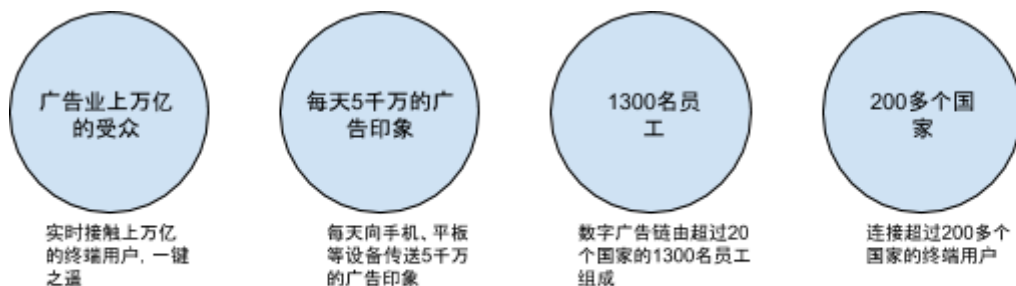 广告业上万亿
的受众
每天5千万的广
告印象
1300名员
工
200多个国
家
实时接触上万亿
的终端用户, 一键
之遥
每天向手机、平板
等设备传送5千万
的广告印象
数字广告链由超过20
个国家的1300名员工
组成
连接超过200多个
国家的终端用户